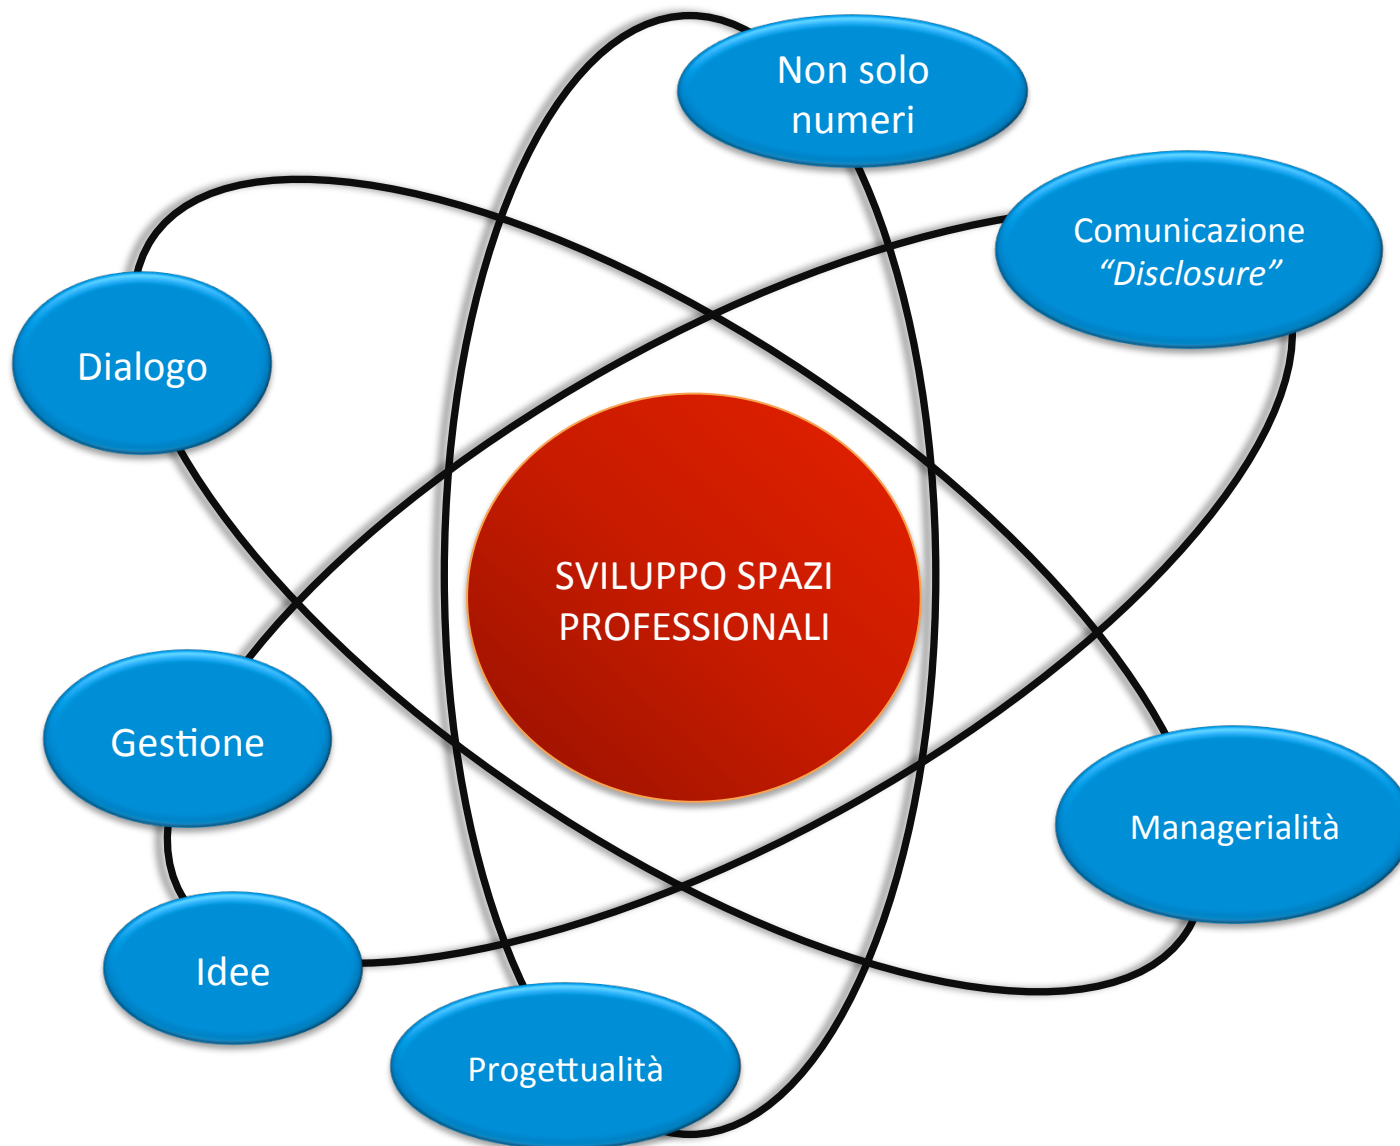 Non solo
numeri
Comunicazione
“Disclosure”
Dialogo
SVILUPPO SPAZI
PROFESSIONALI
Gestione
Managerialità
Idee
Progettualità